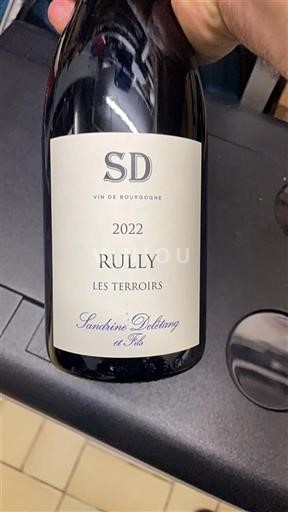 SD
VIN DE BOURGOGNE
2022
RULLY
LES TERROIRS
Sandrine Delétang
et Fils